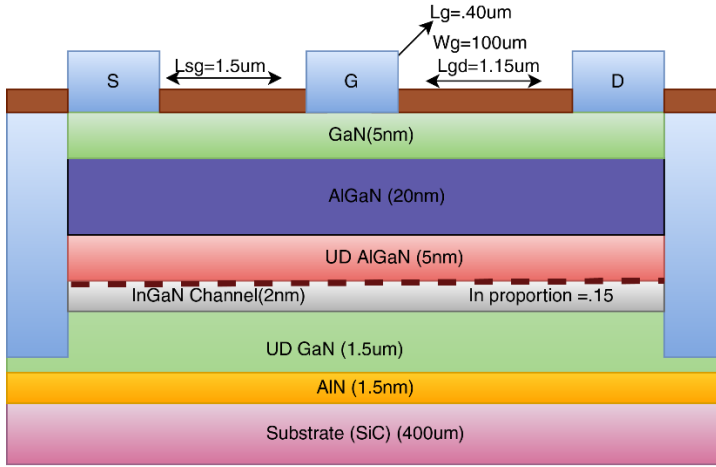 Lg=.40um
Wg=100um
Lsg=1.5um
Lgd=1.15um
S
G
D
GaN(5nm)
AlGaN (20nm)
UD AlGaN (5nm)
InGaN Channel(2nm)
In proportion =.15
UD GaN (1.5um)
AlN (1.5nm)
Substrate (SiC) (400um)